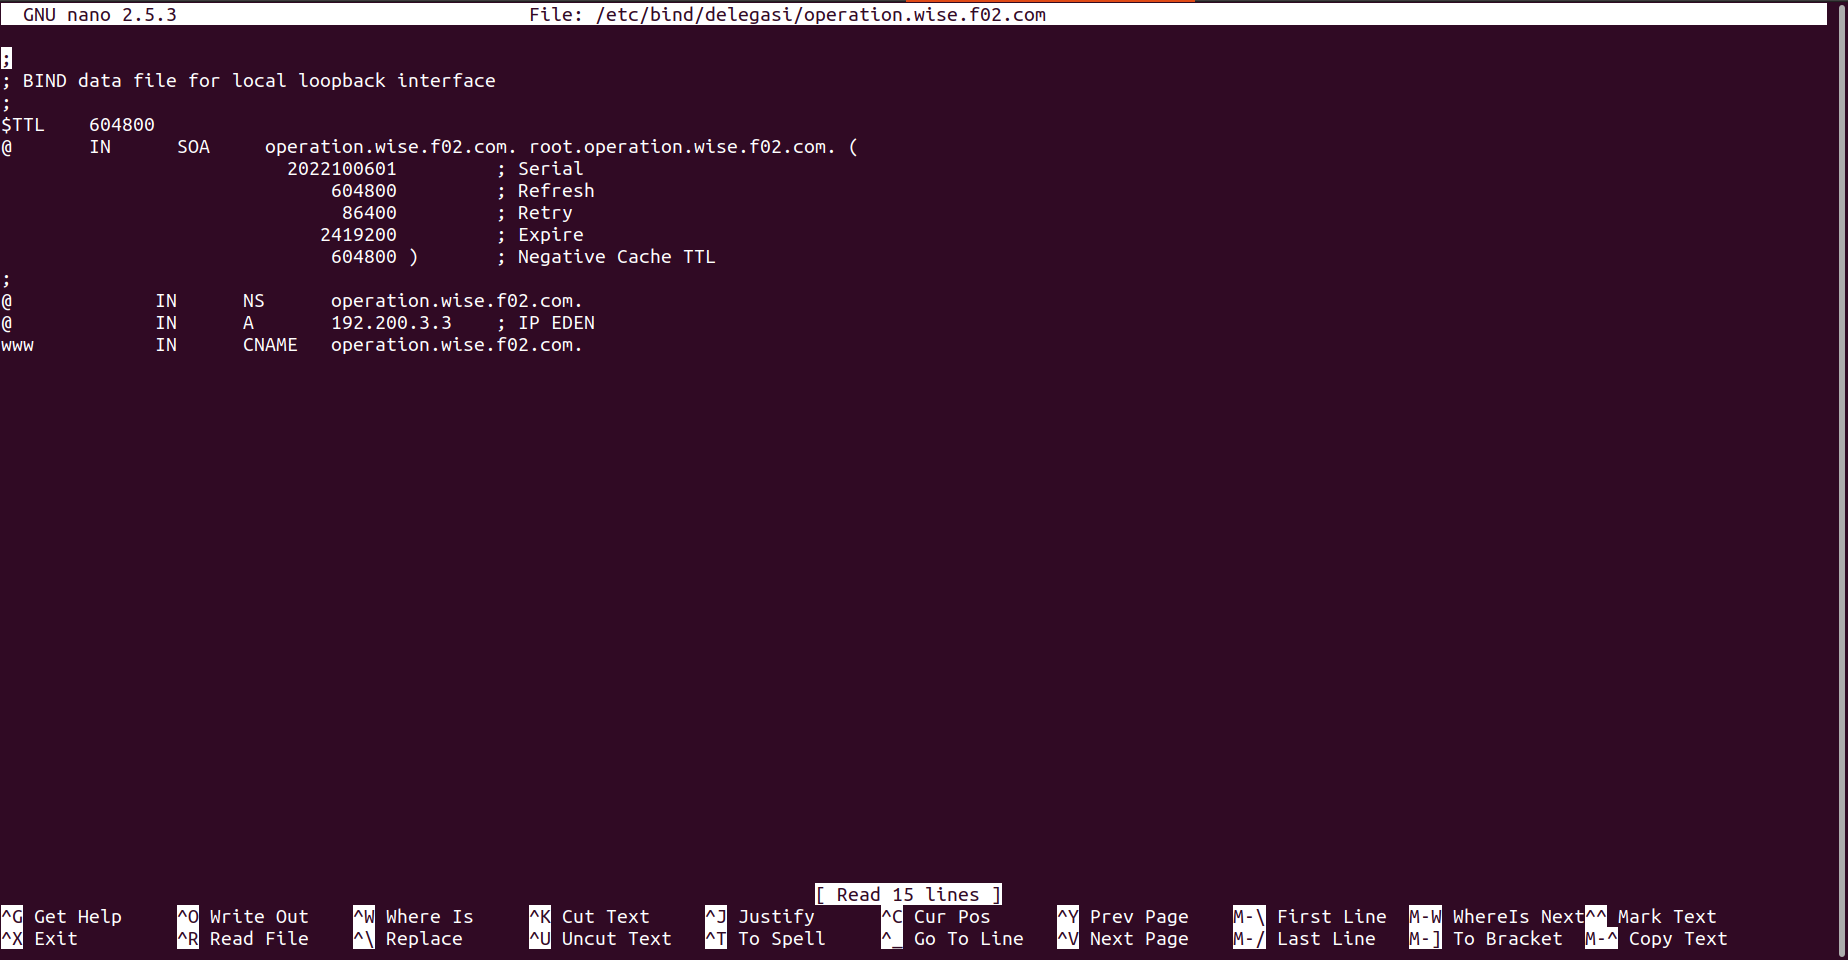 GNU nano 2.5.3 File: /etc/bind/delegasi/operation.wise.f02.com
;
; BIND data file for local loopback interface
;
$TTL 604800
@ IN SOA operation.wise.f02.com. root.operation.wise.f02.com. (
2022100601 ; Serial
604800 ; Refresh
86400 ; Retry
2419200 ; Expire
604800 ) ; Negative Cache TTL
;
@ IN NS operation.wise.f02.com.
@ IN A 192.200.3.3 ; IP EDEN
www IN CNAME operation.wise.f02.com.
[ Read 15 lines ]
^G Get Help ^O Write Out ^W Where Is ^K Cut Text ^J Justify ^C Cur Pos ^Y Prev Page M-\ First Line M-W WhereIs Next ^^ Mark Text
^X Exit ^R Read File ^\ Replace ^U Uncut Text ^T To Spell ^_ Go To Line ^V Next Page M-/ Last Line M-] To Bracket M-^ Copy Text